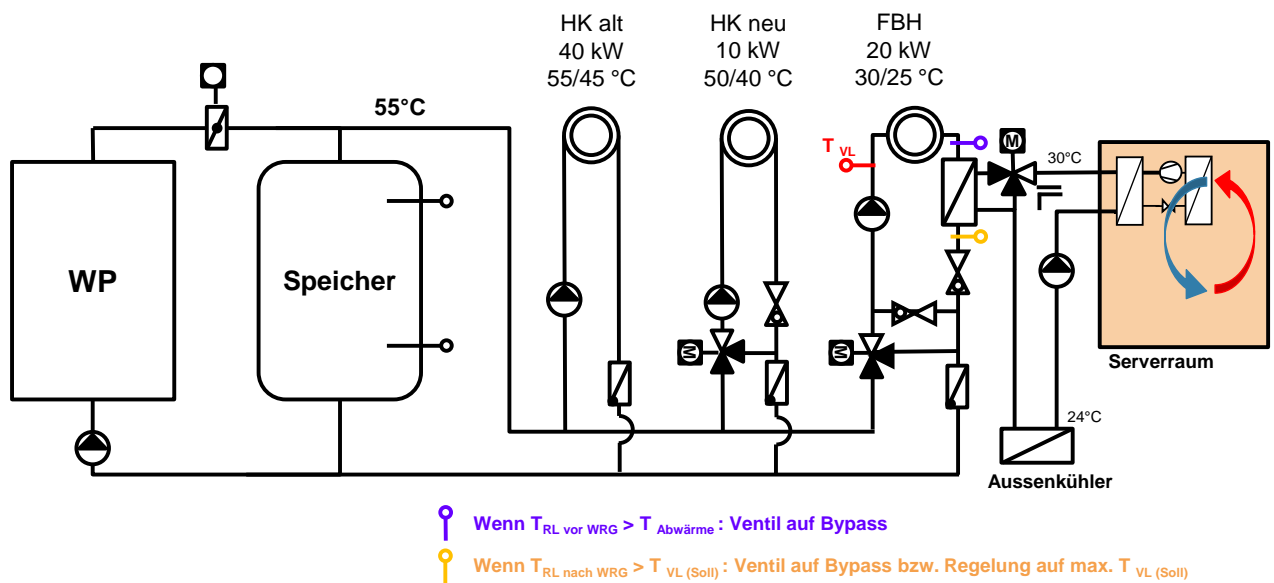 HK alt
40 kW
55/45 °C
HK neu
10 kW
50/40 °C
FBH
20 kW
30/25 °C
55°C
T VL
M
30°C
WP
Speicher
M
M
Serverraum
24°C
Aussenkühler
Wenn TRL vor WRG > T Abwärme : Ventil auf Bypass
Wenn TRL nach WRG > T VL (Soll) : Ventil auf Bypass bzw. Regelung auf max. T VL (Soll)